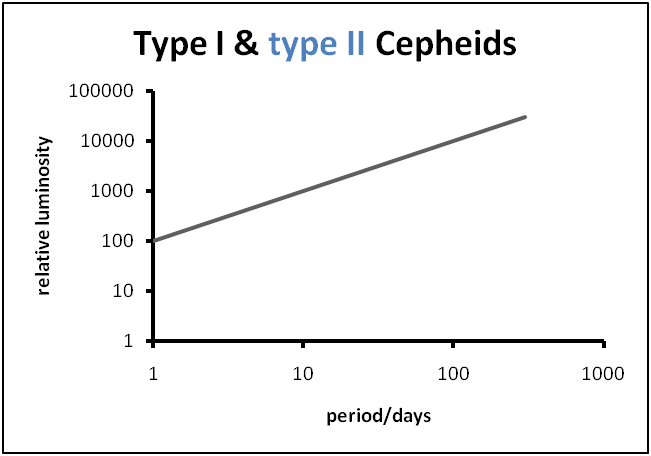 Type I & type II Cepheids
100000
10000
1000
100
10
1
relative luminosity
1 10 100 1000
period/days